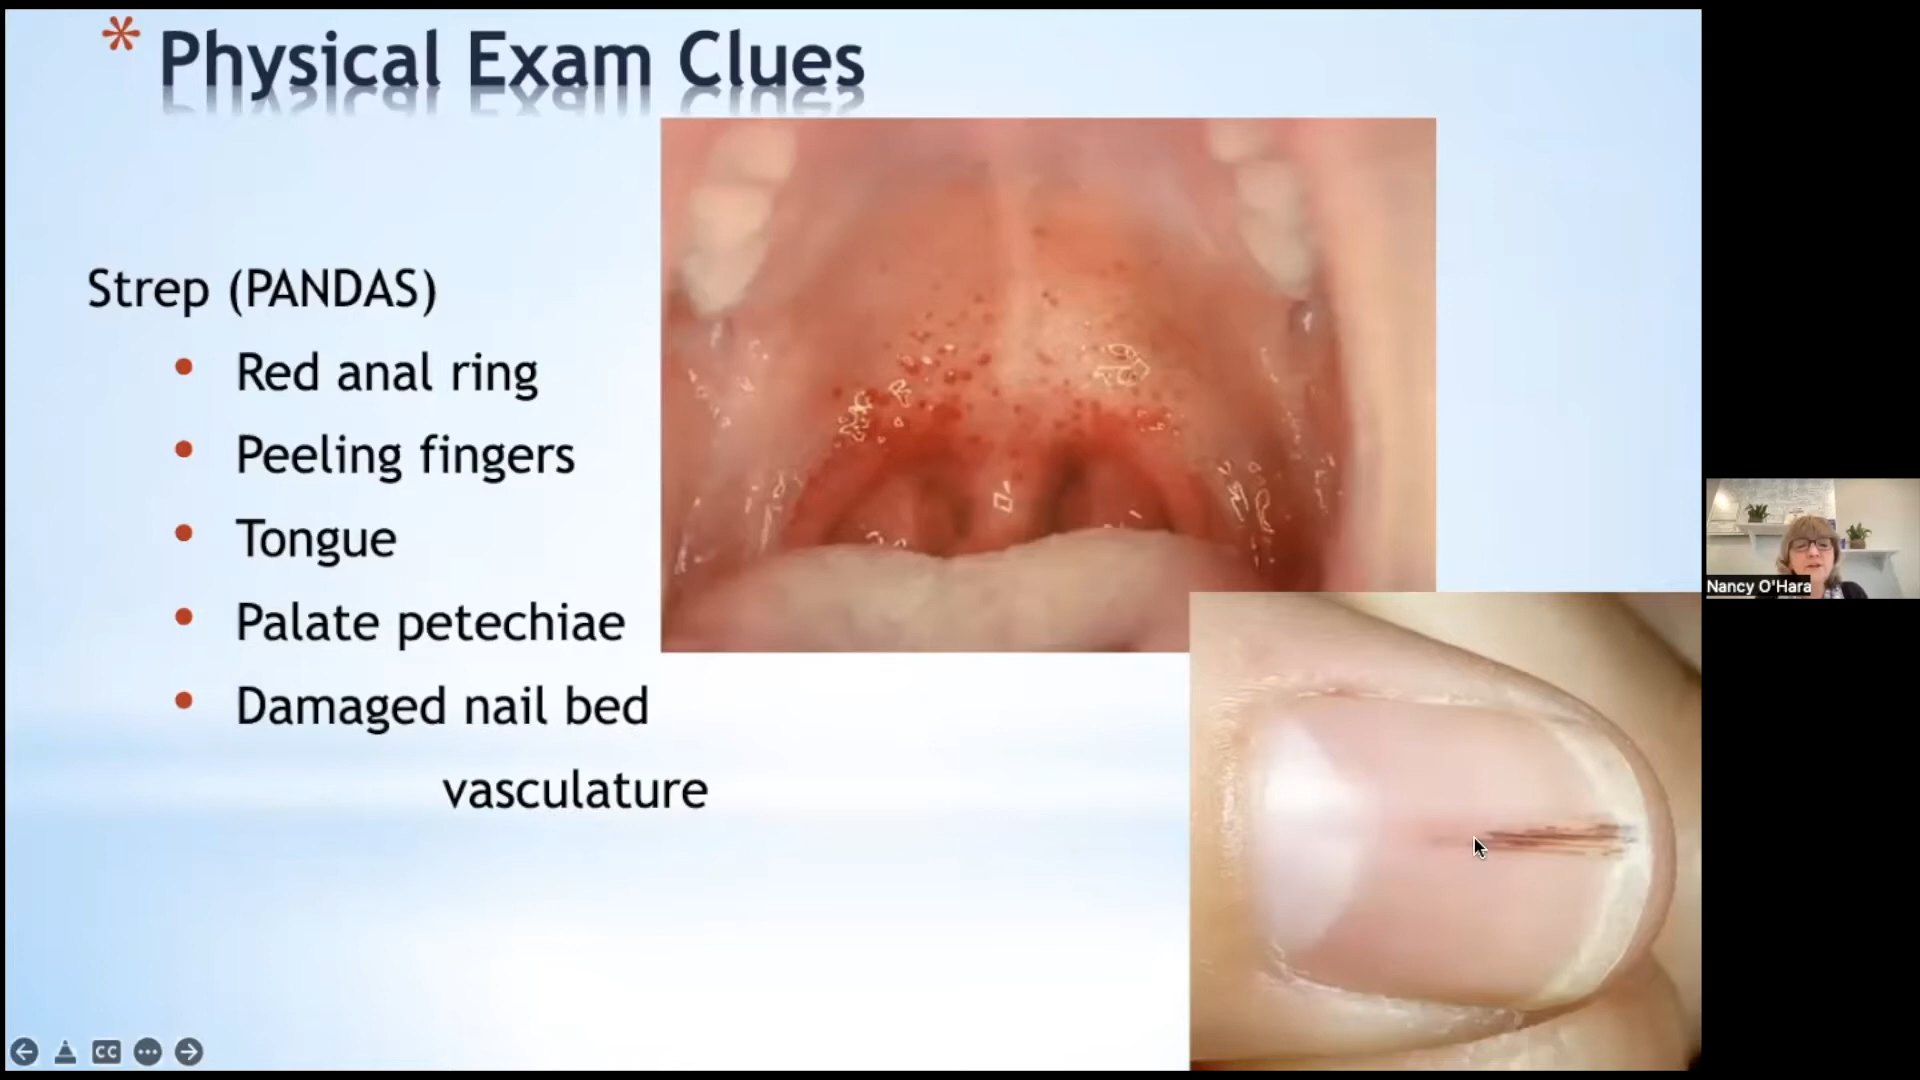 * Physical Exam Clues
Strep (PANDAS)
• Red anal ring
• Peeling fingers
• Tongue
• Palate petechiae
• Damaged nail bed
vasculature
Nancy O'Hara
CC